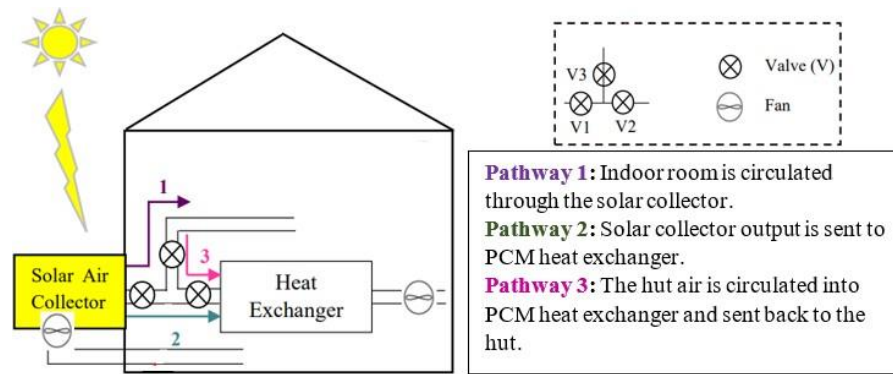 V3
V1 V2
Valve (V)
Fan
1
3
2
Solar Air
Collector
Heat
Exchanger
Pathway 1: Indoor room is circulated
through the solar collector.
Pathway 2: Solar collector output is sent to
PCM heat exchanger.
Pathway 3: The hut air is circulated into
PCM heat exchanger and sent back to the
hut.